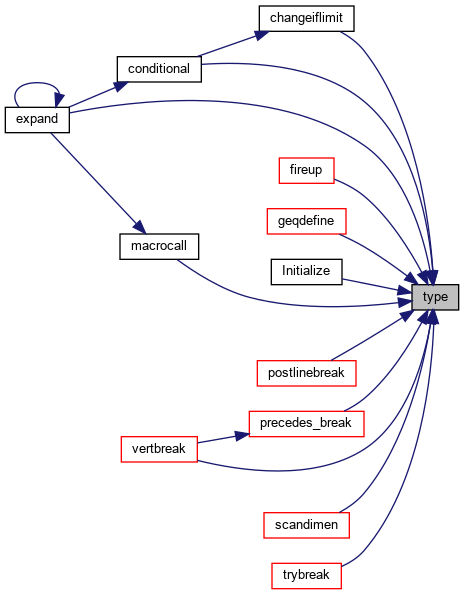 changeiflimit
conditional
expand
fireup
geqdefine
macrocall
Initialize
type
postlinebreak
precedes_break
vertbreak
scandimen
trybreak